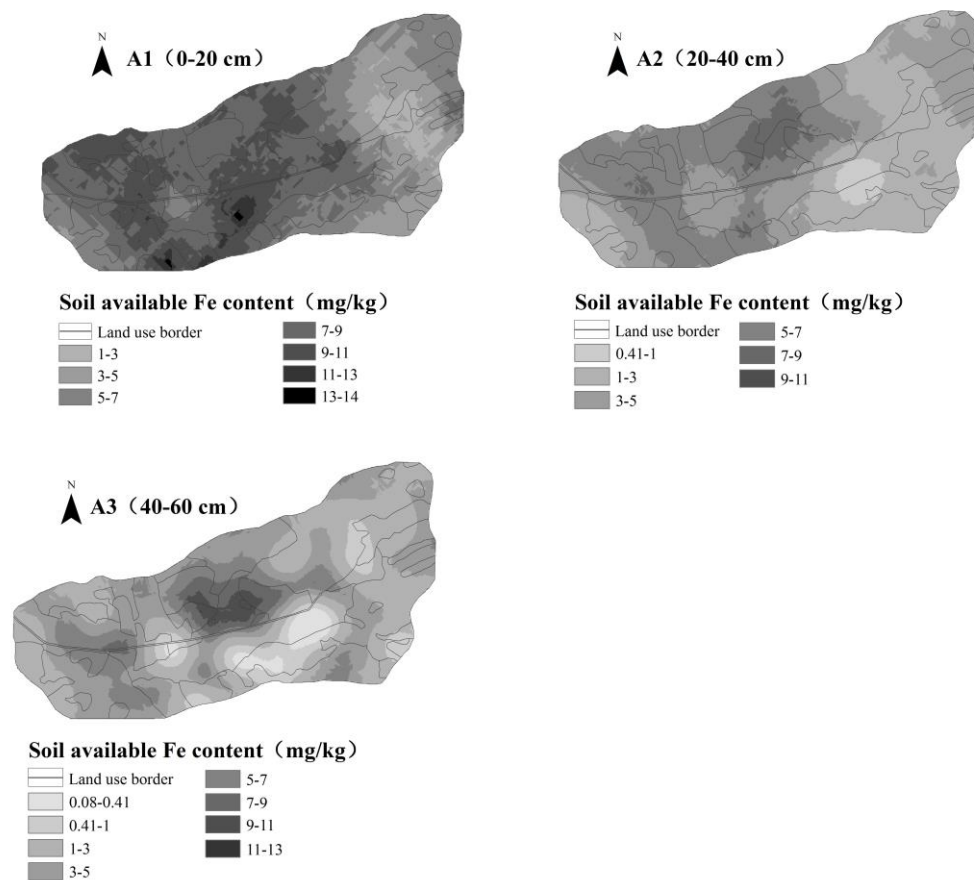 N
A1（0-20 cm）
Soil available Fe content（mg/kg）
Land use border
1-3
3-5
5-7
7-9
9-11
11-13
13-14
N
A2（20-40 cm）
Soil available Fe content（mg/kg）
Land use border
0.41-1
1-3
3-5
5-7
7-9
9-11
N
A3（40-60 cm）
Soil available Fe content（mg/kg）
Land use border
0.08-0.41
0.41-1
1-3
3-5
5-7
7-9
9-11
11-13